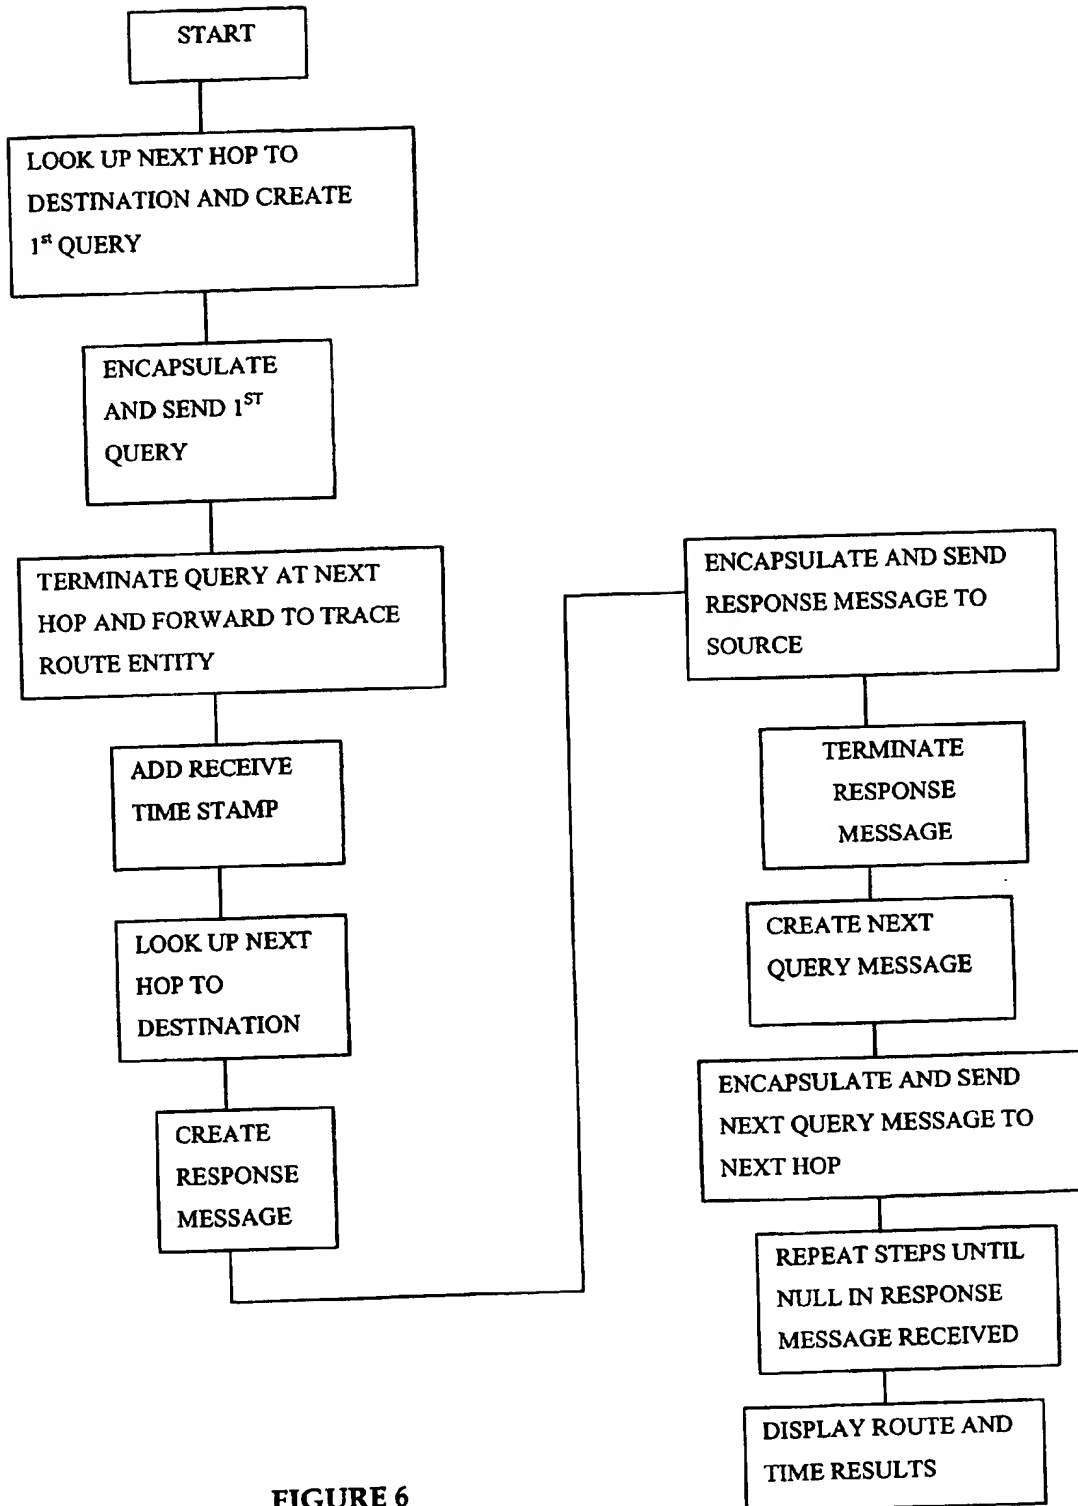 START
LOOK UP NEXT HOP TO
DESTINATION AND CREATE
1st QUERY
ENCAPSULATE
AND SEND 1ST
QUERY
TERMINATE QUERY AT NEXT
HOP AND FORWARD TO TRACE
ROUTE ENTITY
ADD RECEIVE
TIME STAMP
LOOK UP NEXT
HOP TO
DESTINATION
CREATE
RESPONSE
MESSAGE
ENCAPSULATE AND SEND
RESPONSE MESSAGE TO
SOURCE
TERMINATE
RESPONSE
MESSAGE
CREATE NEXT
QUERY MESSAGE
ENCAPSULATE AND SEND
NEXT QUERY MESSAGE TO
NEXT HOP
REPEAT STEPS UNTIL
NULL IN RESPONSE
MESSAGE RECEIVED
DISPLAY ROUTE AND
TIME RESULTS
FIGURE 6